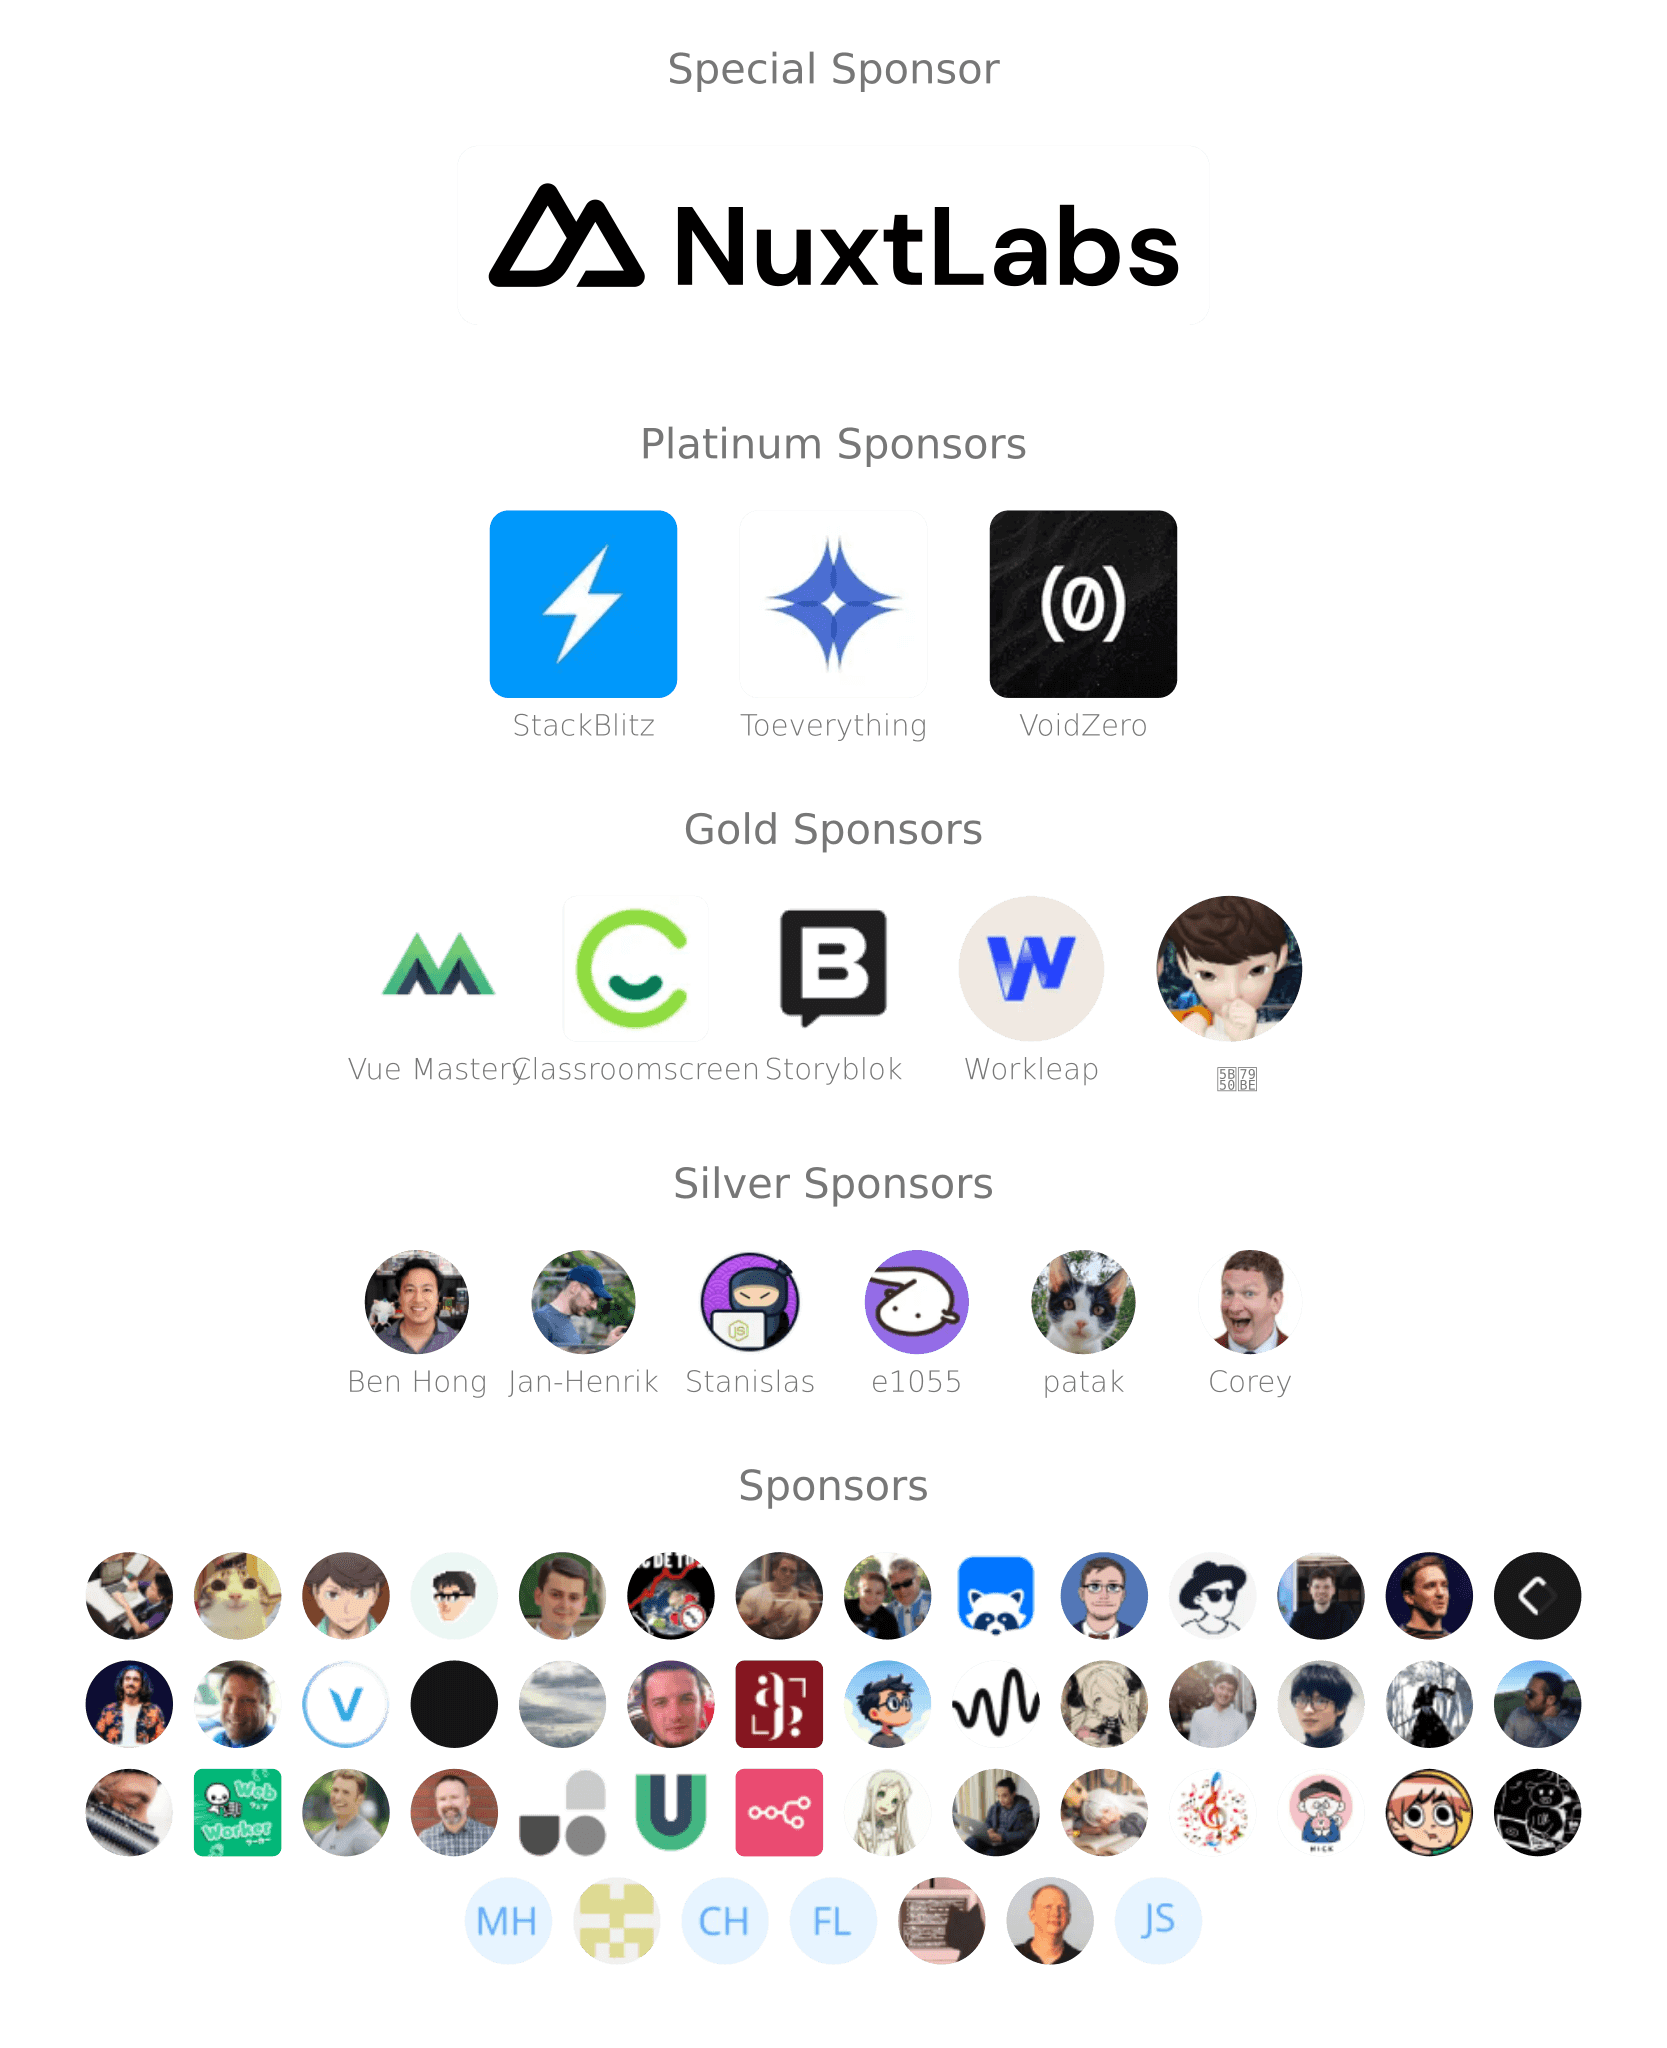 Special Sponsor
NuxtLabs
Platinum Sponsors
StackBlitz Toeverything VoidZero
Gold Sponsors
Vue Mastery Classroomscreen Storyblok Workleap
Silver Sponsors
Ben Hong Jan-Henrik Stanislas e1055 patak Corey
Sponsors
Web
Worker
MH CH FL JS